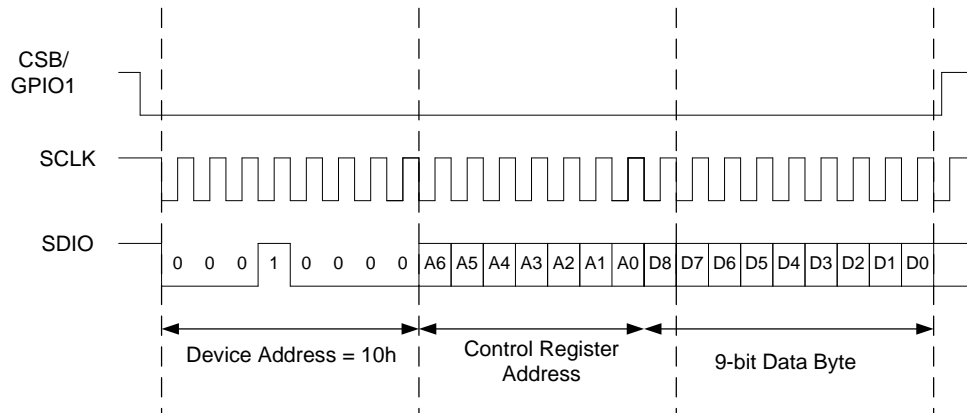 CSB/
GPIO1
SCLK
SDIO
0 0 0 1 0 0 0 0 A6 A5 A4 A3 A2 A1 A0 D8 D7 D6 D5 D4 D3 D2 D1 D0
Device Address = 10h
Control Register
Address
9-bit Data Byte